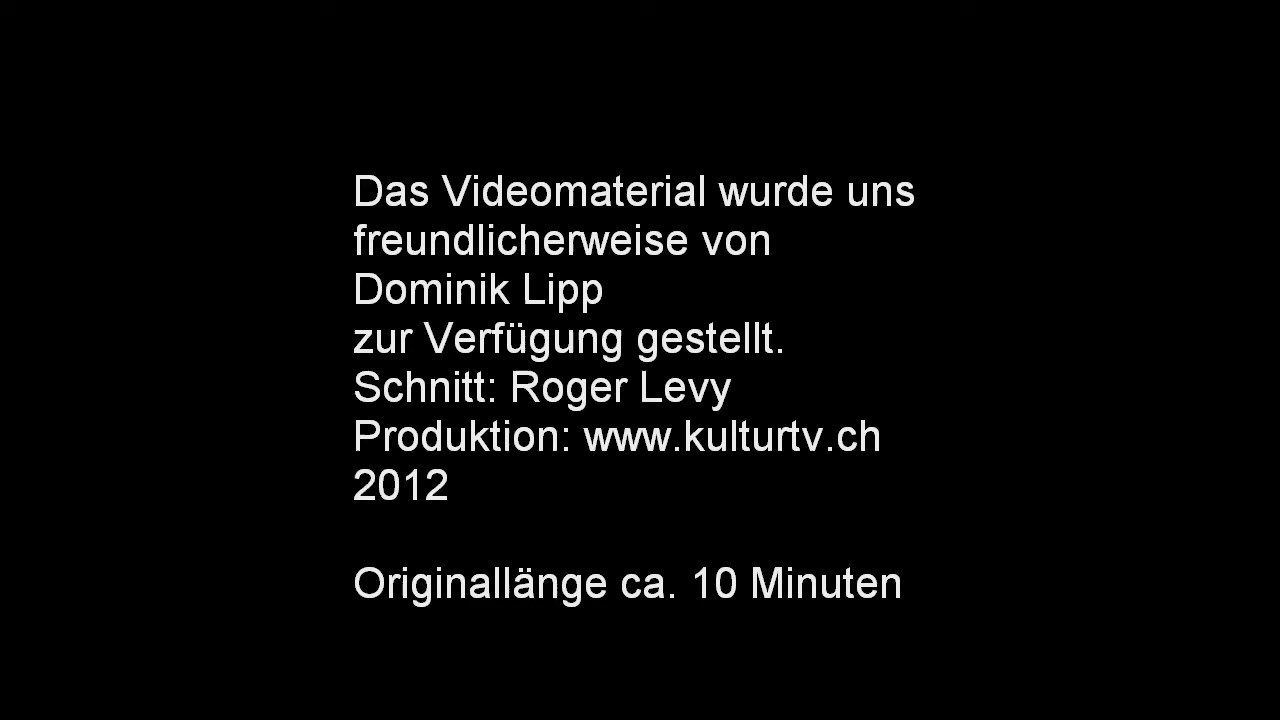 Das Videomaterial wurde uns
freundlicherweise von
Dominik Lipp
zur Verfügung gestellt.
Schnitt: Roger Levy
Produktion: www.kulturtv.ch
2012
Originallänge ca. 10 Minuten